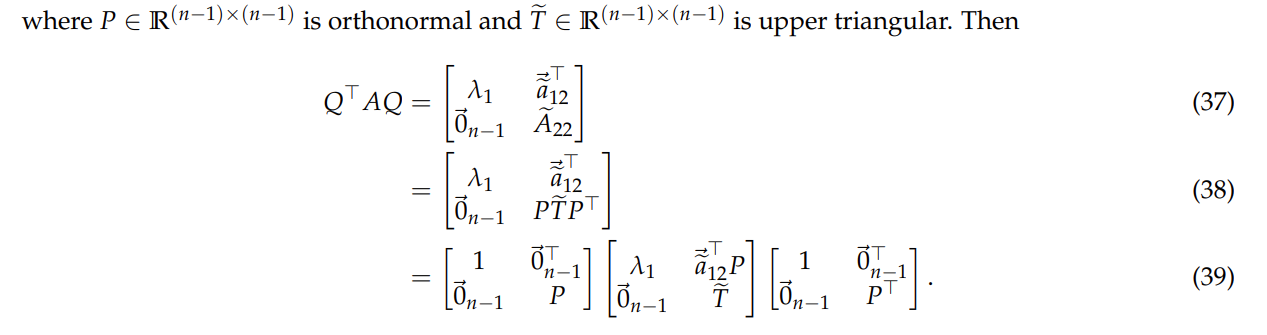 where $P \in \mathbb{R}^{(n-1)\times(n-1)}$ is orthonormal and $\widetilde{T} \in \mathbb{R}^{(n-1)\times(n-1)}$ is upper triangular. Then
$Q^\top A Q = \begin{bmatrix} \lambda_1 & \vec{\widetilde{a}}_{12}^\top \\ \vec{0}_{n-1} & \widetilde{A}_{22} \end{bmatrix}$ (37)
$= \begin{bmatrix} \lambda_1 & \vec{\widetilde{a}}_{12}^\top \\ \vec{0}_{n-1} & P\widetilde{T}P^\top \end{bmatrix}$ (38)
$= \begin{bmatrix} 1 & \vec{0}_{n-1}^\top \\ \vec{0}_{n-1} & P \end{bmatrix} \begin{bmatrix} \lambda_1 & \vec{\widetilde{a}}_{12}^\top P \\ \vec{0}_{n-1} & \widetilde{T} \end{bmatrix} \begin{bmatrix} 1 & \vec{0}_{n-1}^\top \\ \vec{0}_{n-1} & P^\top \end{bmatrix}.$ (39)